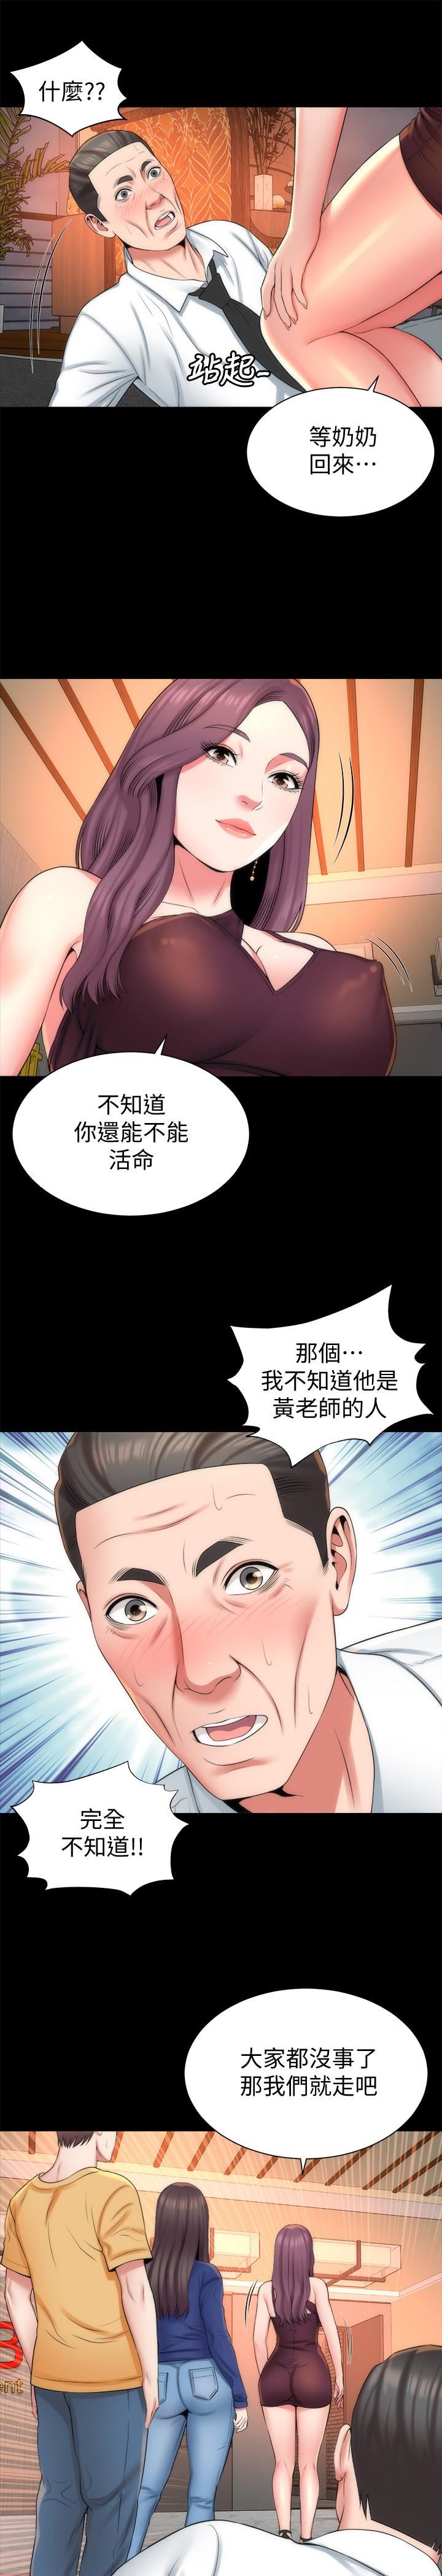 什麼??
站起~
等奶奶
回來⋯
不知道
你還能不能
活命
那個⋯
我不知道他是
黃老師的人
完全
不知道!!
大家都沒事了
那我們就走吧